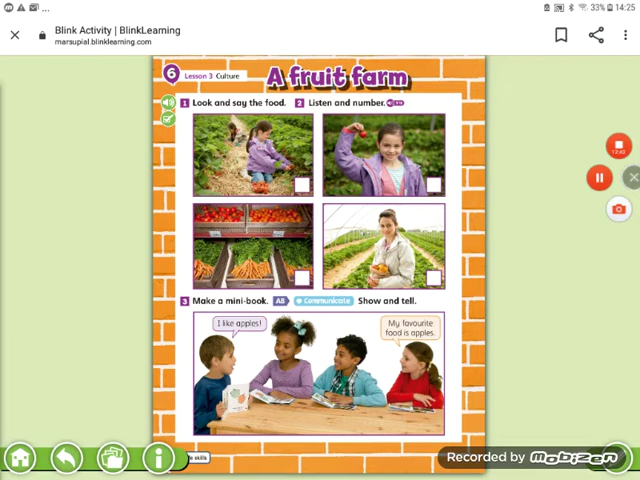 33% 14:25
Blink Activity | BlinkLearning
marsupial.blinklearning.com
6 Lesson 3 Culture A fruit farm
1 Look and say the food. 2 Listen and number.
3 Make a mini-book. AB Communicate Show and tell.
I like apples!
My favourite
food is apples.
skills
Recorded by Mobizen